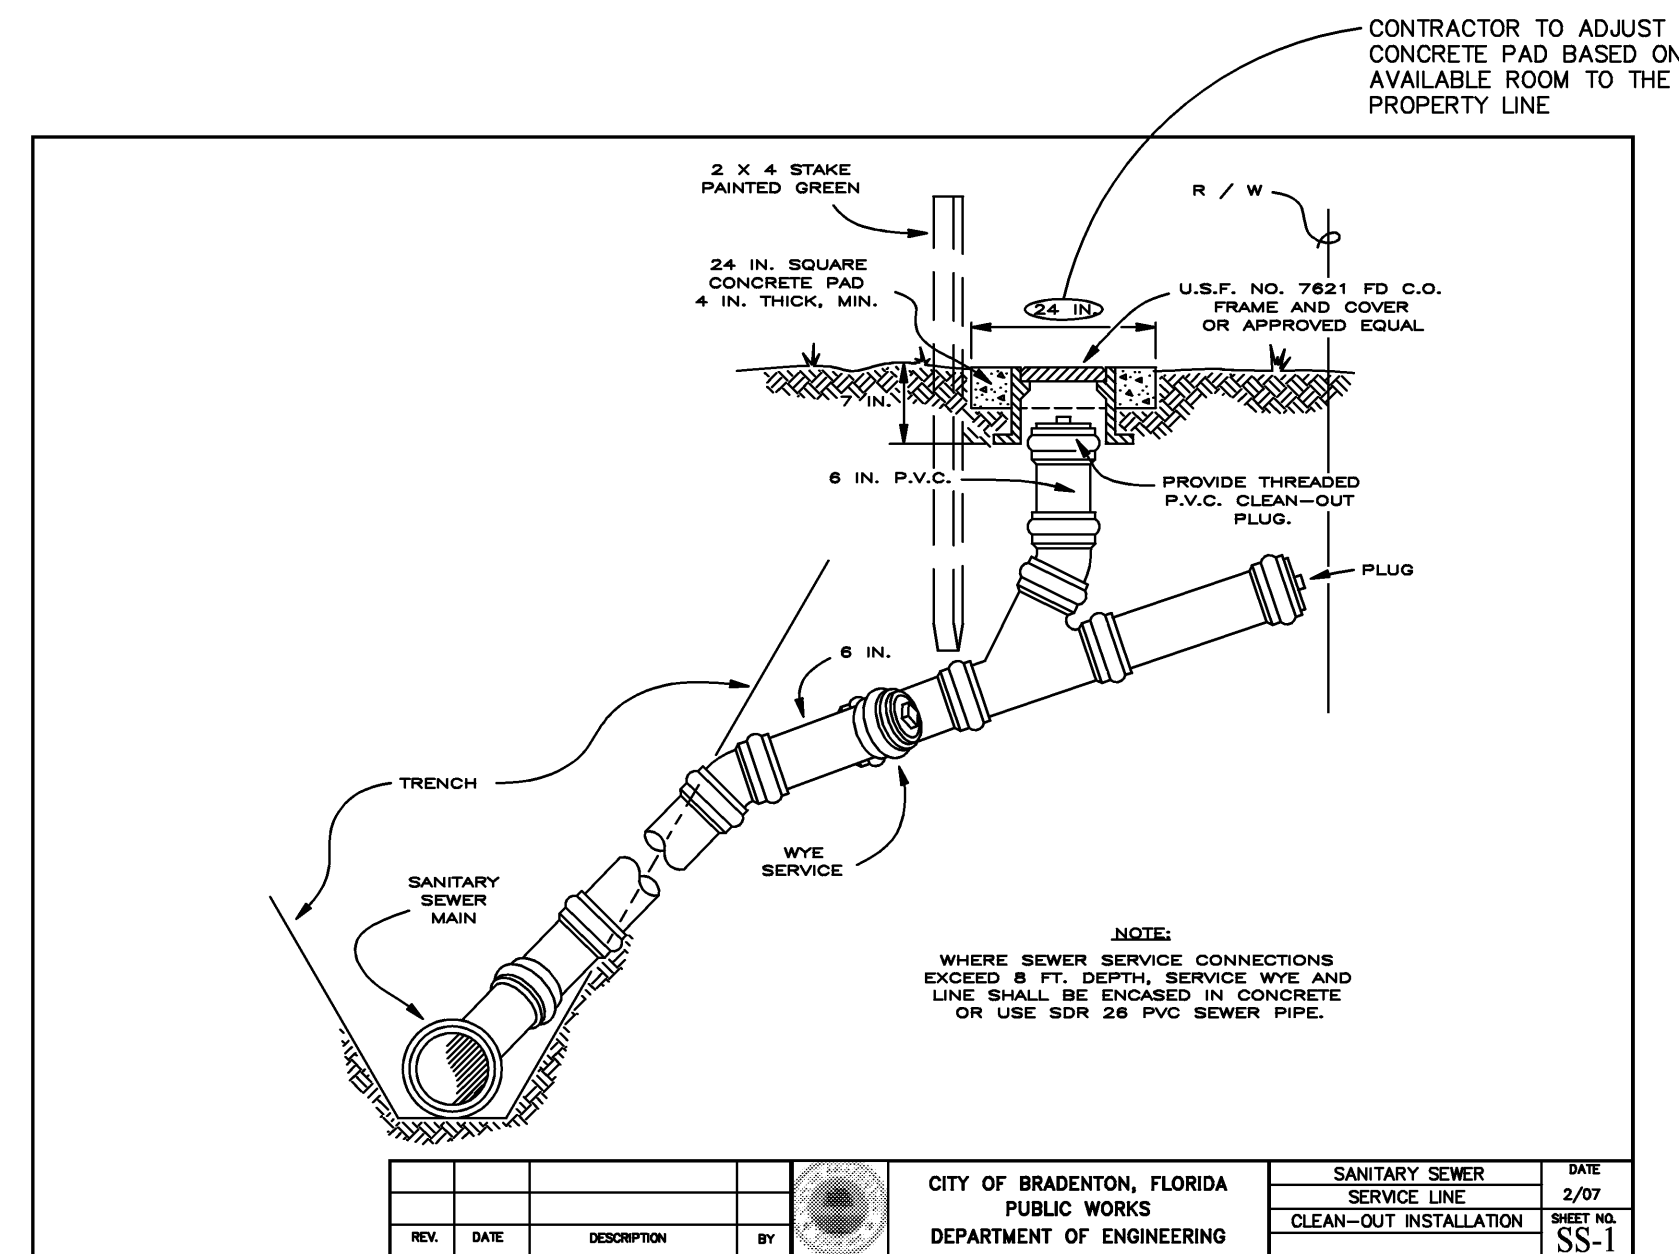 CONTRACTOR TO ADJUST
CONCRETE PAD BASED ON
AVAILABLE ROOM TO THE
PROPERTY LINE
2 X 4 STAKE
PAINTED GREEN
R / W
24 IN. SQUARE
CONCRETE PAD
4 IN. THICK, MIN.
24 IN.
U.S.F. NO. 7621 FD C.O.
FRAME AND COVER
OR APPROVED EQUAL
7 IN.
6 IN. P.V.C.
PROVIDE THREADED
P.V.C. CLEAN-OUT
PLUG.
PLUG
6 IN.
TRENCH
WYE
SERVICE
SANITARY
SEWER
MAIN
NOTE:
WHERE SEWER SERVICE CONNECTIONS
EXCEED 8 FT. DEPTH, SERVICE WYE AND
LINE SHALL BE ENCASED IN CONCRETE
OR USE SDR 26 PVC SEWER PIPE.
REV.
DATE
DESCRIPTION
BY
CITY OF BRADENTON, FLORIDA
PUBLIC WORKS
DEPARTMENT OF ENGINEERING
SANITARY SEWER
SERVICE LINE
CLEAN-OUT INSTALLATION
DATE
2/07
SHEET NO.
SS-1